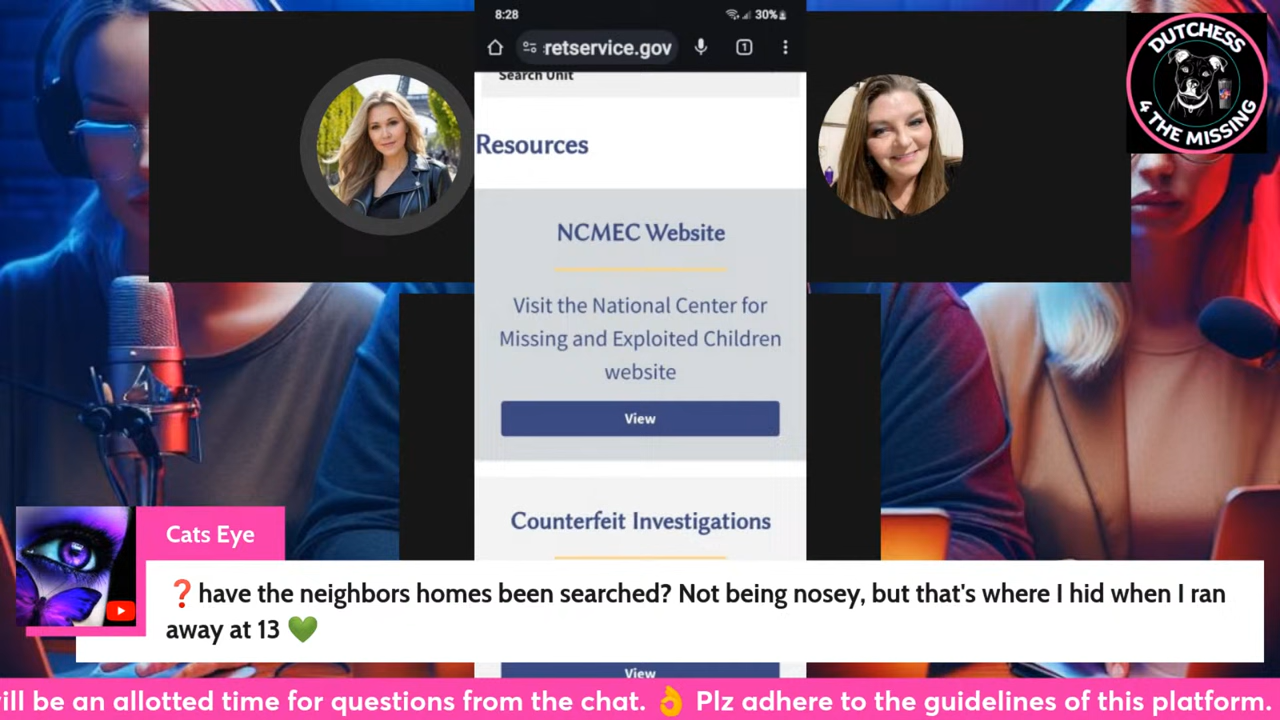 8:28
30%
retservice.gov
1
Search Unit
Resources
NCMEC Website
Visit the National Center for
Missing and Exploited Children
website
View
Counterfeit Investigations
DUTCHESS
4 THE MISSING
Cats Eye
❓have the neighbors homes been searched? Not being nosey, but that's where I hid when I ran
away at 13 💚
View
will be an allotted time for questions from the chat. 👌 Plz adhere to the guidelines of this platform.